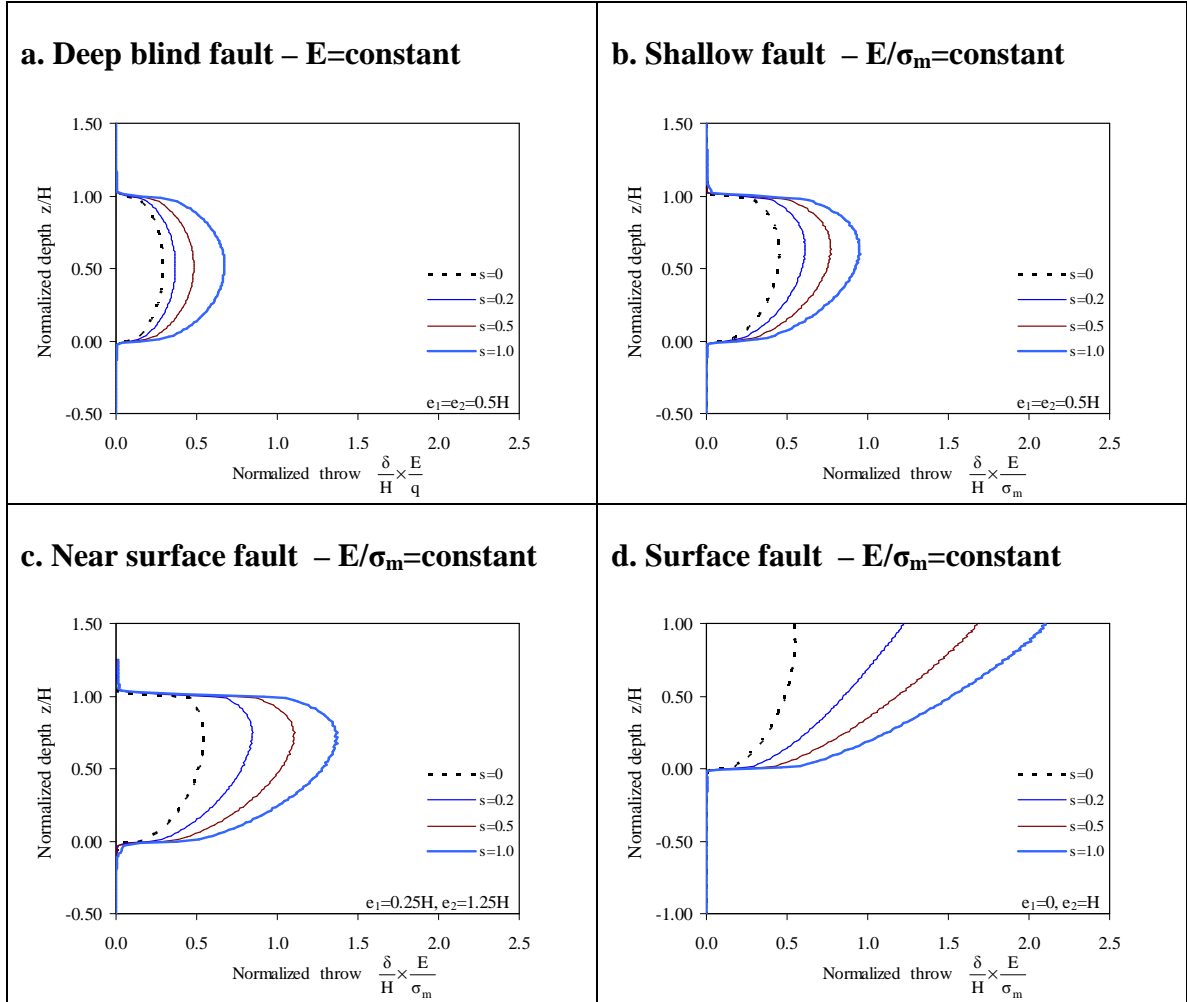 a. Deep blind fault – E=constant
1.50
1.00
0.50
0.00
-0.50
Normalized depth z/H
s=0
s=0.2
s=0.5
s=1.0
e₁=e₂=0.5H
0.0 0.5 1.0 1.5 2.0 2.5
Normalized throw δ/H × E/q
b. Shallow fault – E/σₘ=constant
1.50
1.00
0.50
0.00
-0.50
Normalized depth z/H
s=0
s=0.2
s=0.5
s=1.0
e₁=e₂=0.5H
0.0 0.5 1.0 1.5 2.0 2.5
Normalized throw δ/H × E/σₘ
c. Near surface fault – E/σₘ=constant
1.50
1.00
0.50
0.00
-0.50
Normalized depth z/H
s=0
s=0.2
s=0.5
s=1.0
e₁=0.25H, e₂=1.25H
0.0 0.5 1.0 1.5 2.0 2.5
Normalized throw δ/H × E/σₘ
d. Surface fault – E/σₘ=constant
1.00
0.50
0.00
-0.50
-1.00
Normalized depth z/H
s=0
s=0.2
s=0.5
s=1.0
e₁=0, e₂=H
0.0 0.5 1.0 1.5 2.0 2.5
Normalized throw δ/H × E/σₘ